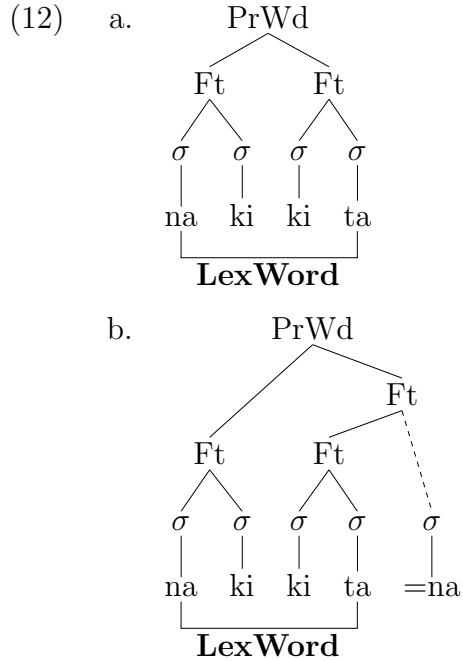 (12) a. PrWd
Ft Ft
σ σ σ σ
na ki ki ta
LexWord
b. PrWd
Ft
Ft Ft
σ σ σ σ σ
na ki ki ta =na
LexWord